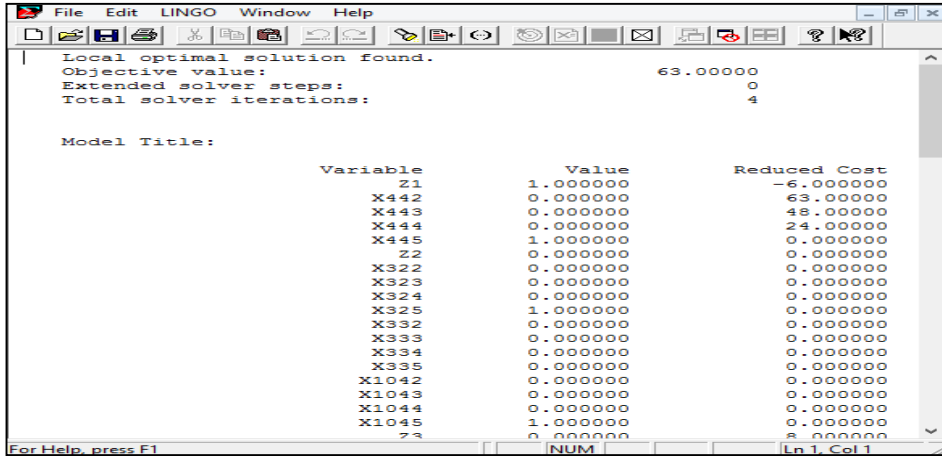 File Edit LINGO Window Help
Local optimal solution found.
Objective value: 63.00000
Extended solver steps: 0
Total solver iterations: 4
Model Title:
Variable Value Reduced Cost
Z1 1.000000 -6.000000
X442 0.000000 63.00000
X443 0.000000 48.00000
X444 0.000000 24.00000
X445 1.000000 0.000000
Z2 0.000000 0.000000
X322 0.000000 0.000000
X323 0.000000 0.000000
X324 0.000000 0.000000
X325 1.000000 0.000000
X332 0.000000 0.000000
X333 0.000000 0.000000
X334 0.000000 0.000000
X335 0.000000 0.000000
X1042 0.000000 0.000000
X1043 0.000000 0.000000
X1044 0.000000 0.000000
X1045 1.000000 0.000000
Z3 0.000000 8.000000
For Help, press F1 NUM Ln 1, Col 1